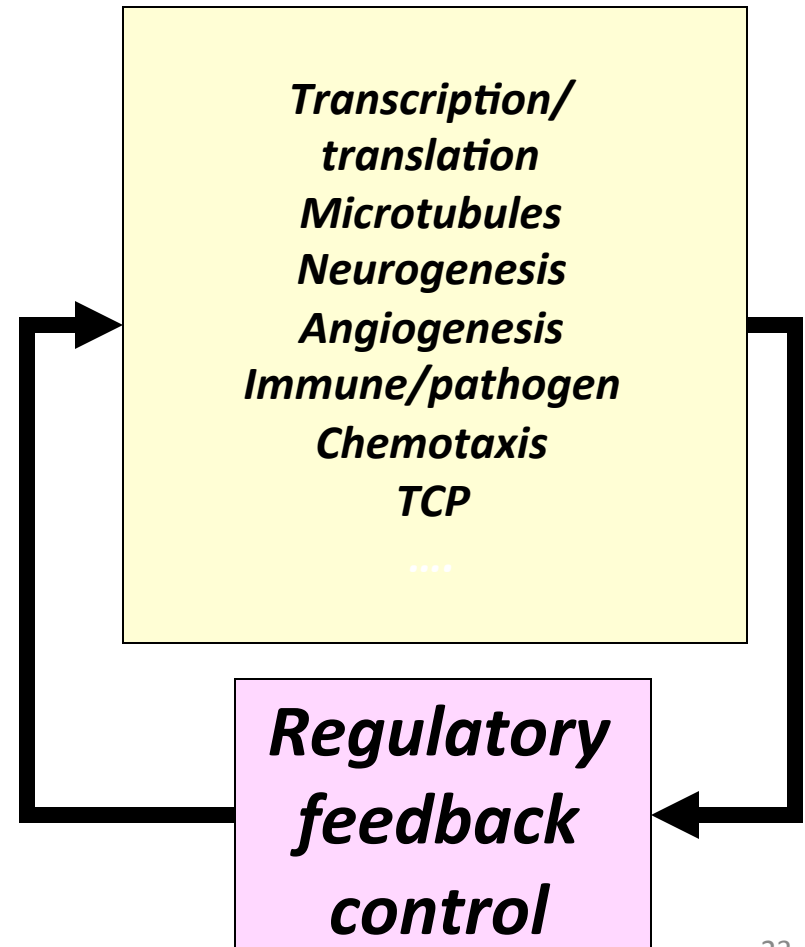 Transcription/
translation
Microtubules
Neurogenesis
Angiogenesis
Immune/pathogen
Chemotaxis
TCP
....
Regulatory
feedback
control